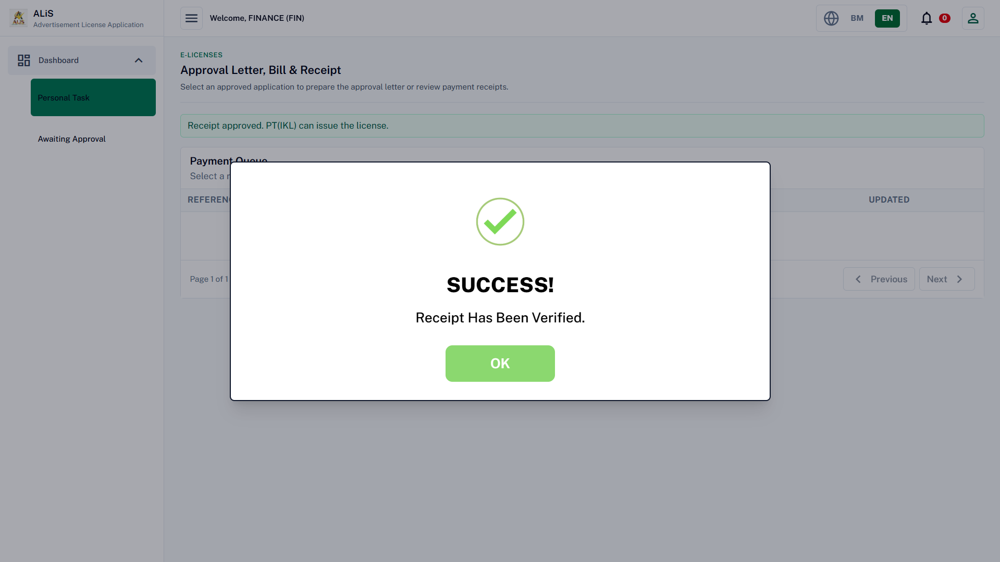 ALiS
Advertisement License Application
Welcome, FINANCE (FIN)
BM
EN
0
Dashboard
Personal Task
Awaiting Approval
E-LICENSES
Approval Letter, Bill & Receipt
Select an approved application to prepare the approval letter or review payment receipts.
Receipt approved. PT(IKL) can issue the license.
Payment Queue
Select a
UPDATED
Page 1 of 1
Previous
Next
SUCCESS!
Receipt Has Been Verified.
OK